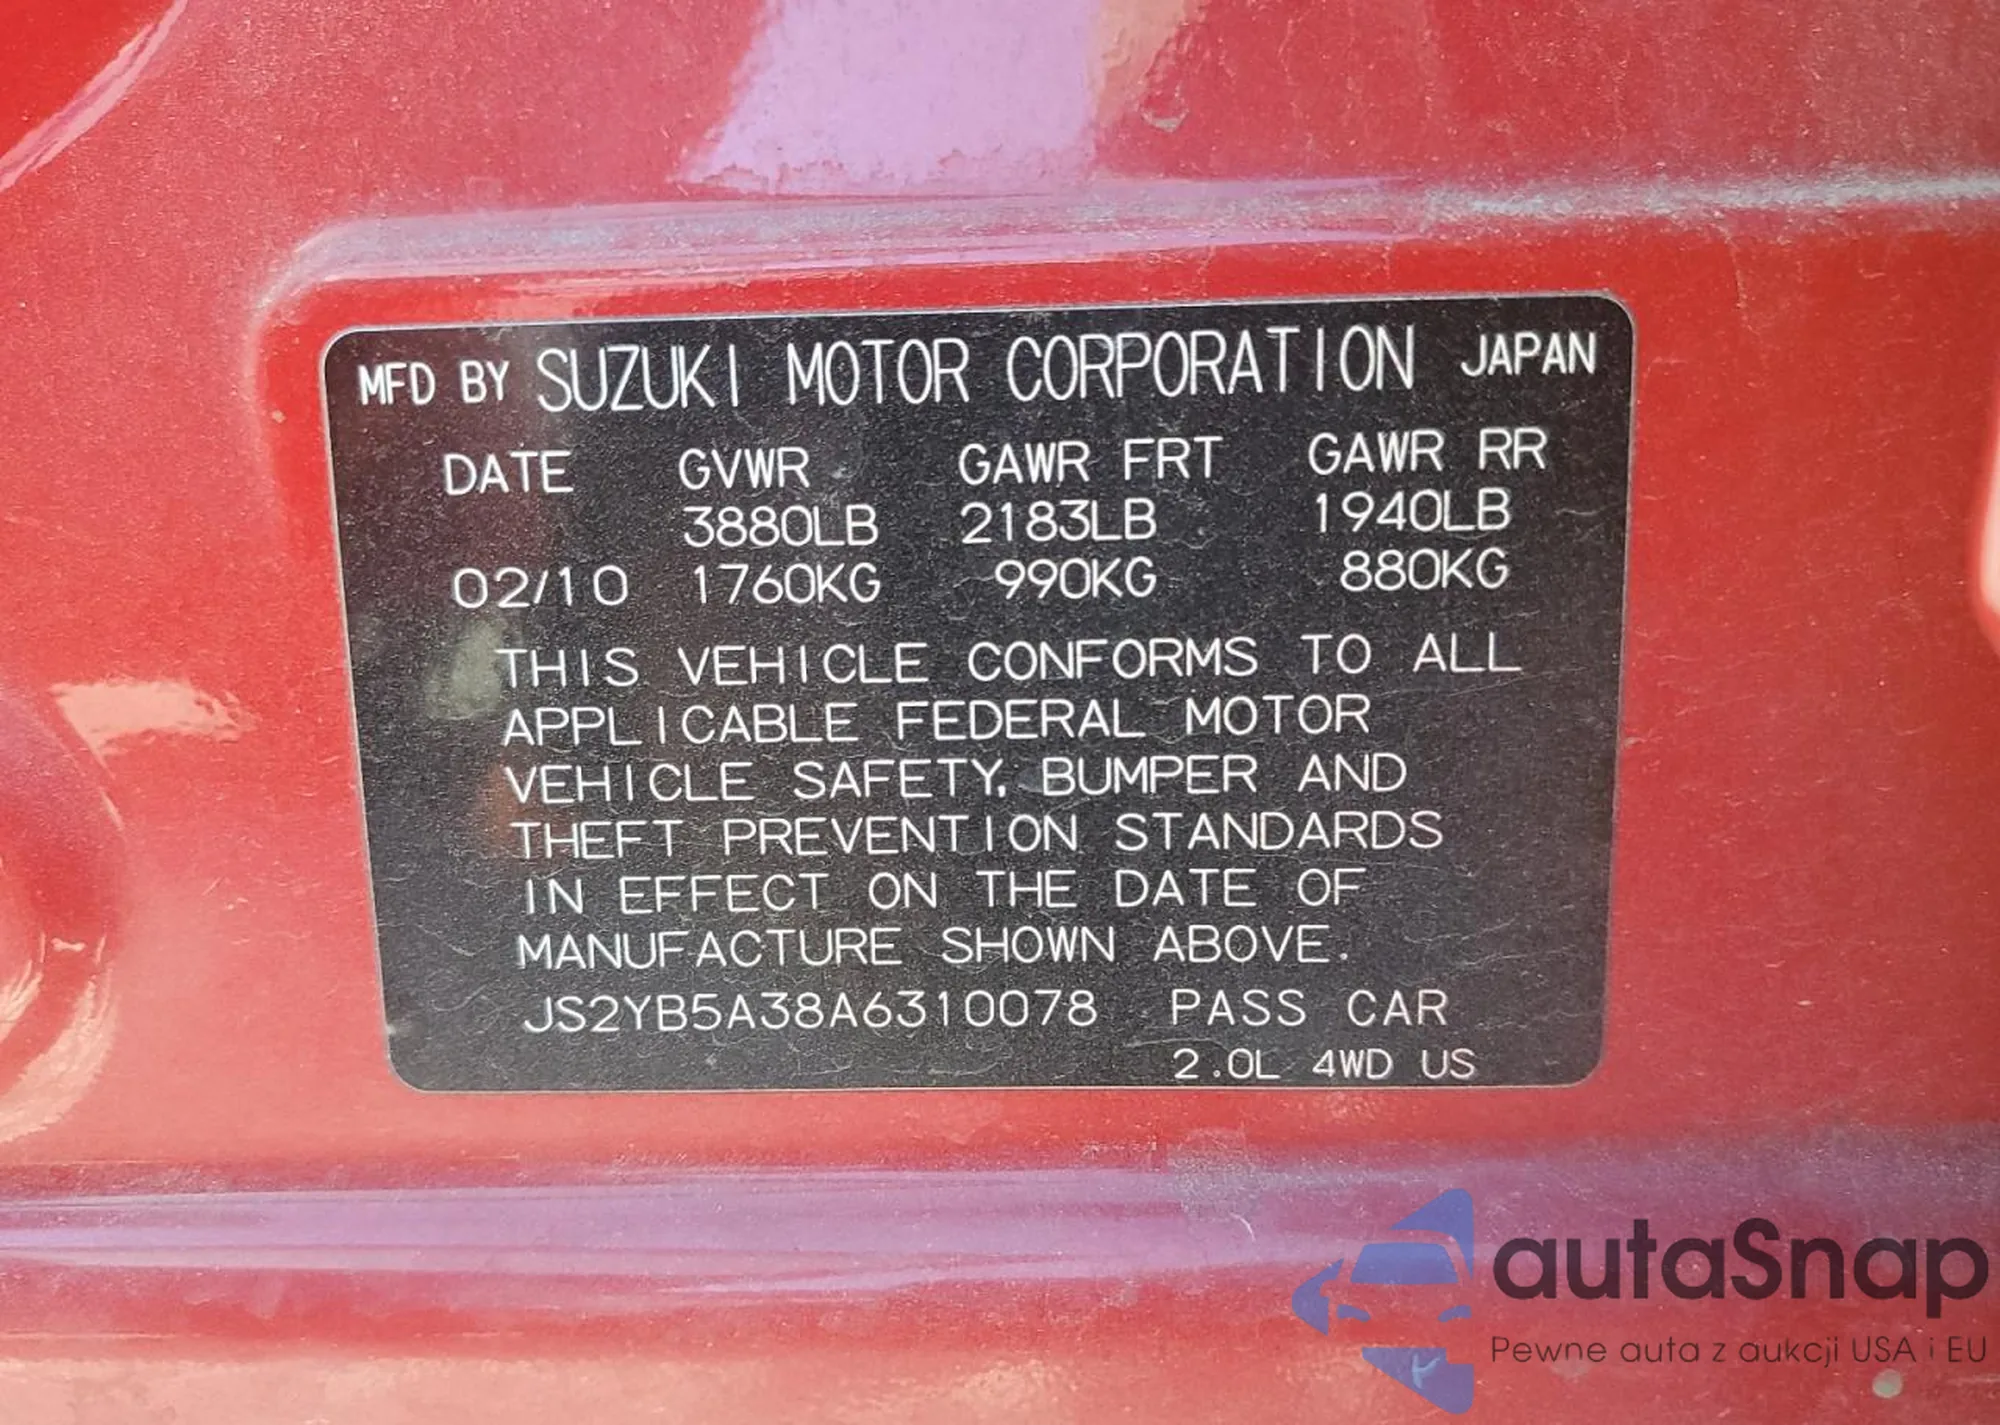 MFD BY SUZUKI MOTOR CORPORATION JAPAN
DATE GVWR GAWR FRT GAWR RR
3880LB 2183LB 1940LB
02/10 1760KG 990KG 880KG
THIS VEHICLE CONFORMS TO ALL
APPLICABLE FEDERAL MOTOR
VEHICLE SAFETY, BUMPER AND
THEFT PREVENTION STANDARDS
IN EFFECT ON THE DATE OF
MANUFACTURE SHOWN ABOVE.
JS2YB5A38A6310078 PASS CAR
2.0L 4WD US
autaSnap
Pewne auta z aukcji USA i EU